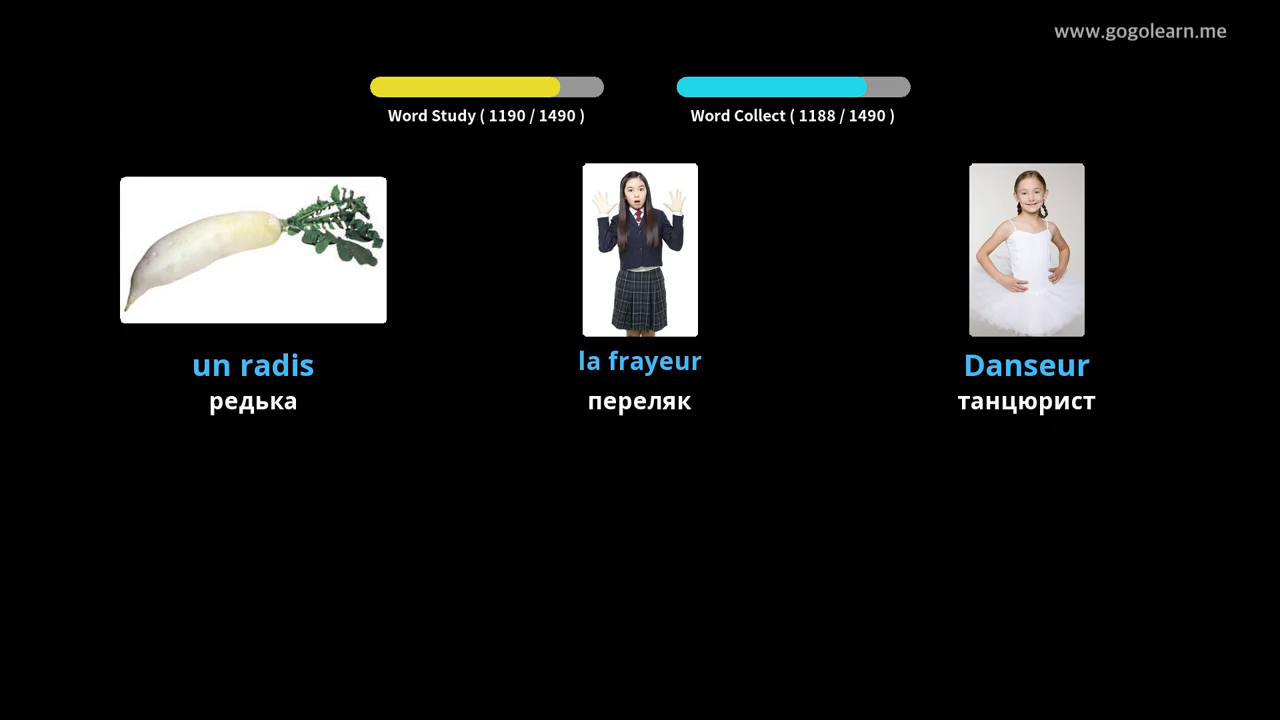 www.gogolearn.me
Word Study ( 1190 / 1490 )
Word Collect ( 1188 / 1490 )
un radis
редька
la frayeur
переляк
Danseur
танцюрист